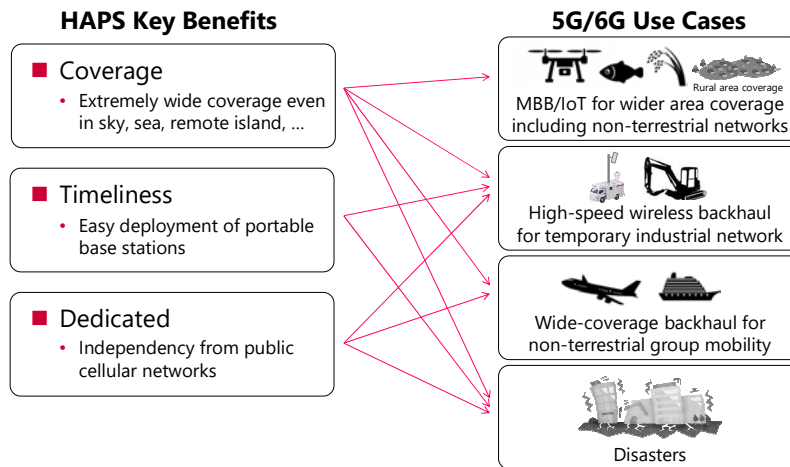 HAPS Key Benefits
Coverage
• Extremely wide coverage even
in sky, sea, remote island, ...
Timeliness
• Easy deployment of portable
base stations
Dedicated
• Independency from public
cellular networks
5G/6G Use Cases
Rural area coverage
MBB/IoT for wider area coverage
including non-terrestrial networks
High-speed wireless backhaul
for temporary industrial network
Wide-coverage backhaul for
non-terrestrial group mobility
Disasters